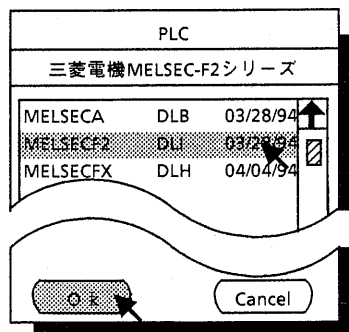 PLC
三菱電機MELSEC-F2シリーズ
MELSECA DLB 03/28/94
MELSECF2 DLI 03/28/94
MELSECFX DLH 04/04/94
Ok
Cancel